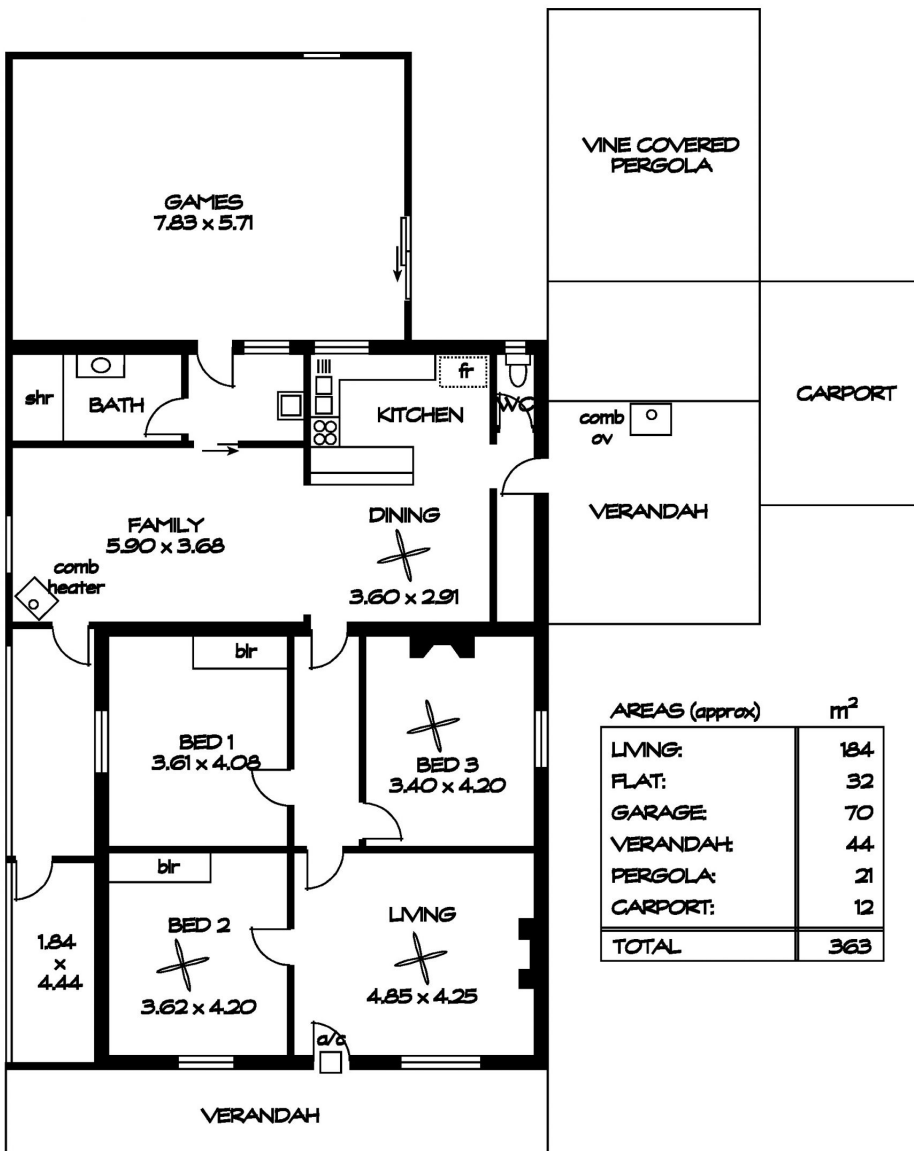 VINE COVERED
PERGOLA
GAMES
7.83 x 5.71
shr
BATH
fr
KITCHEN
WC
CARPORT
comb
ov
VERANDAH
FAMILY
5.90 x 3.68
DINING
3.60 x 2.91
comb
heater
blr
BED 1
3.61 x 4.08
BED 3
3.40 x 4.20
AREAS (approx) m²
LIVING: 184
FLAT: 32
GARAGE: 70
VERANDAH: 44
PERGOLA: 21
CARPORT: 12
TOTAL 363
blr
BED 2
3.62 x 4.20
LIVING
4.85 x 4.25
1.84
x
4.44
a/c
VERANDAH